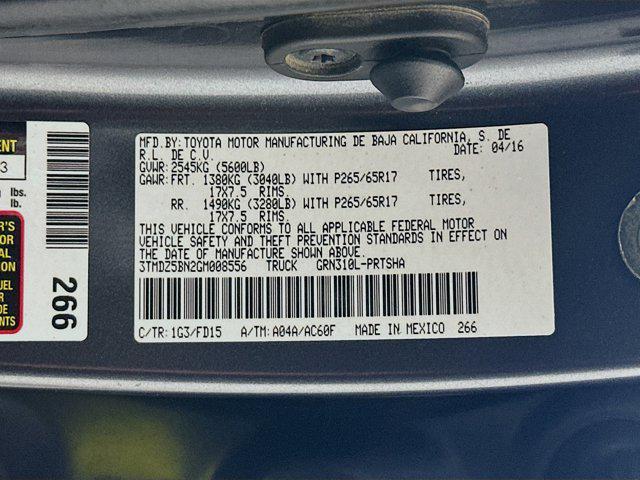 MFD.BY:TOYOTA MOTOR MANUFACTURING DE BAJA CALIFORNIA, S. DE
R.L. DE C.V. DATE: 04/16
GVWR:2545KG (5600LB)
GAWR:FRT. 1380KG (3040LB) WITH P265/65R17 TIRES,
17X7.5 RIMS
RR. 1490KG (3280LB) WITH P265/65R17 TIRES,
17X7.5 RIMS.
THIS VEHICLE CONFORMS TO ALL APPLICABLE FEDERAL MOTOR
VEHICLE SAFETY AND THEFT PREVENTION STANDARDS IN EFFECT ON
THE DATE OF MANUFACTURE SHOWN ABOVE.
3TMDZ5BN2GM008556 TRUCK GRN310L-PRTSHA
C/TR: 1G3/FD15 A/TM: A04A/AC60F MADE IN MEXICO 266
3
lbs.
lb.
266